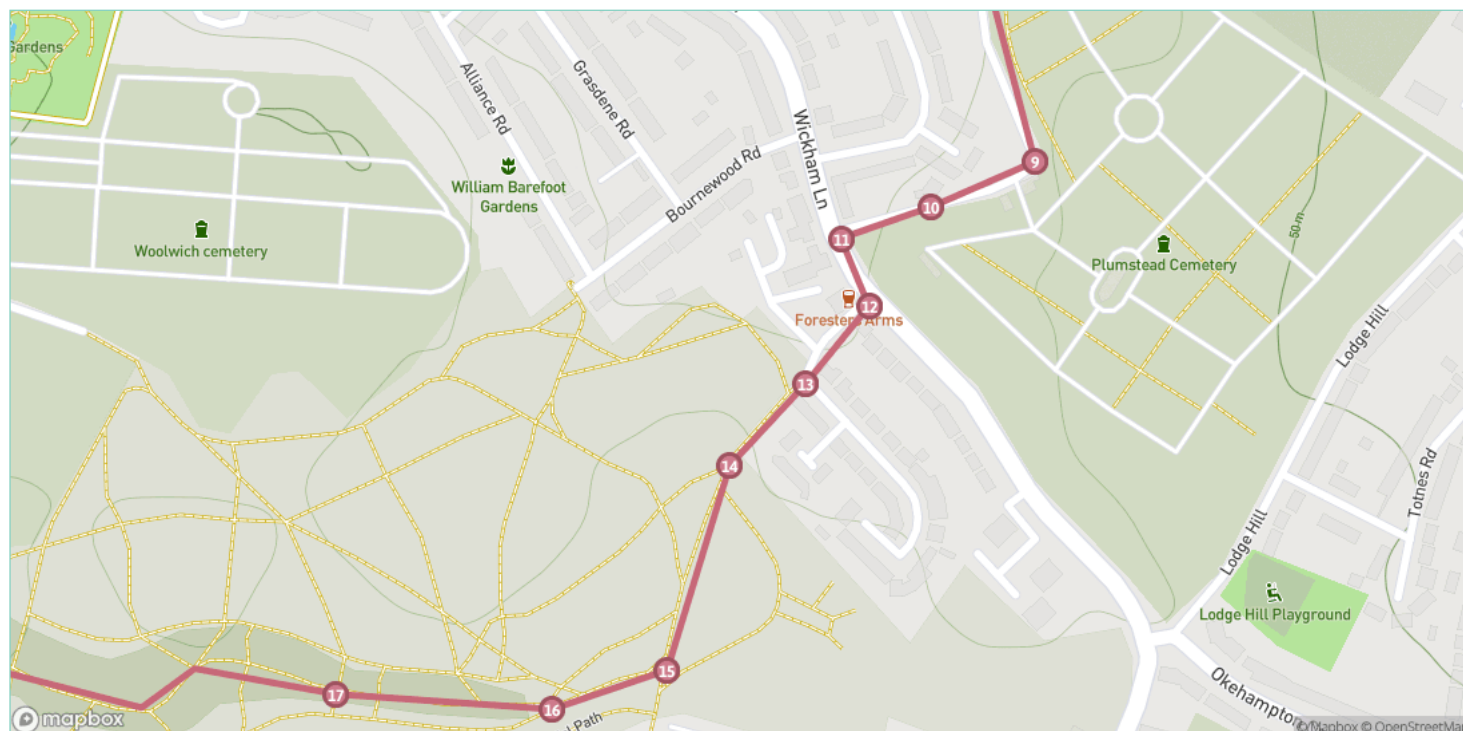 Gardens
Alliance Rd
Grasdene Rd
Wickham Ln
William Barefoot
Gardens
Bournewood Rd
Woolwich cemetery
9
10
11
12
Plumstead Cemetery
50 m
Lodge Hill
13
14
Totnes Rd
Lodge Hill
Lodge Hill Playground
15
Okehampton
17
16
Path
mapbox
© Mapbox © OpenStreetMap